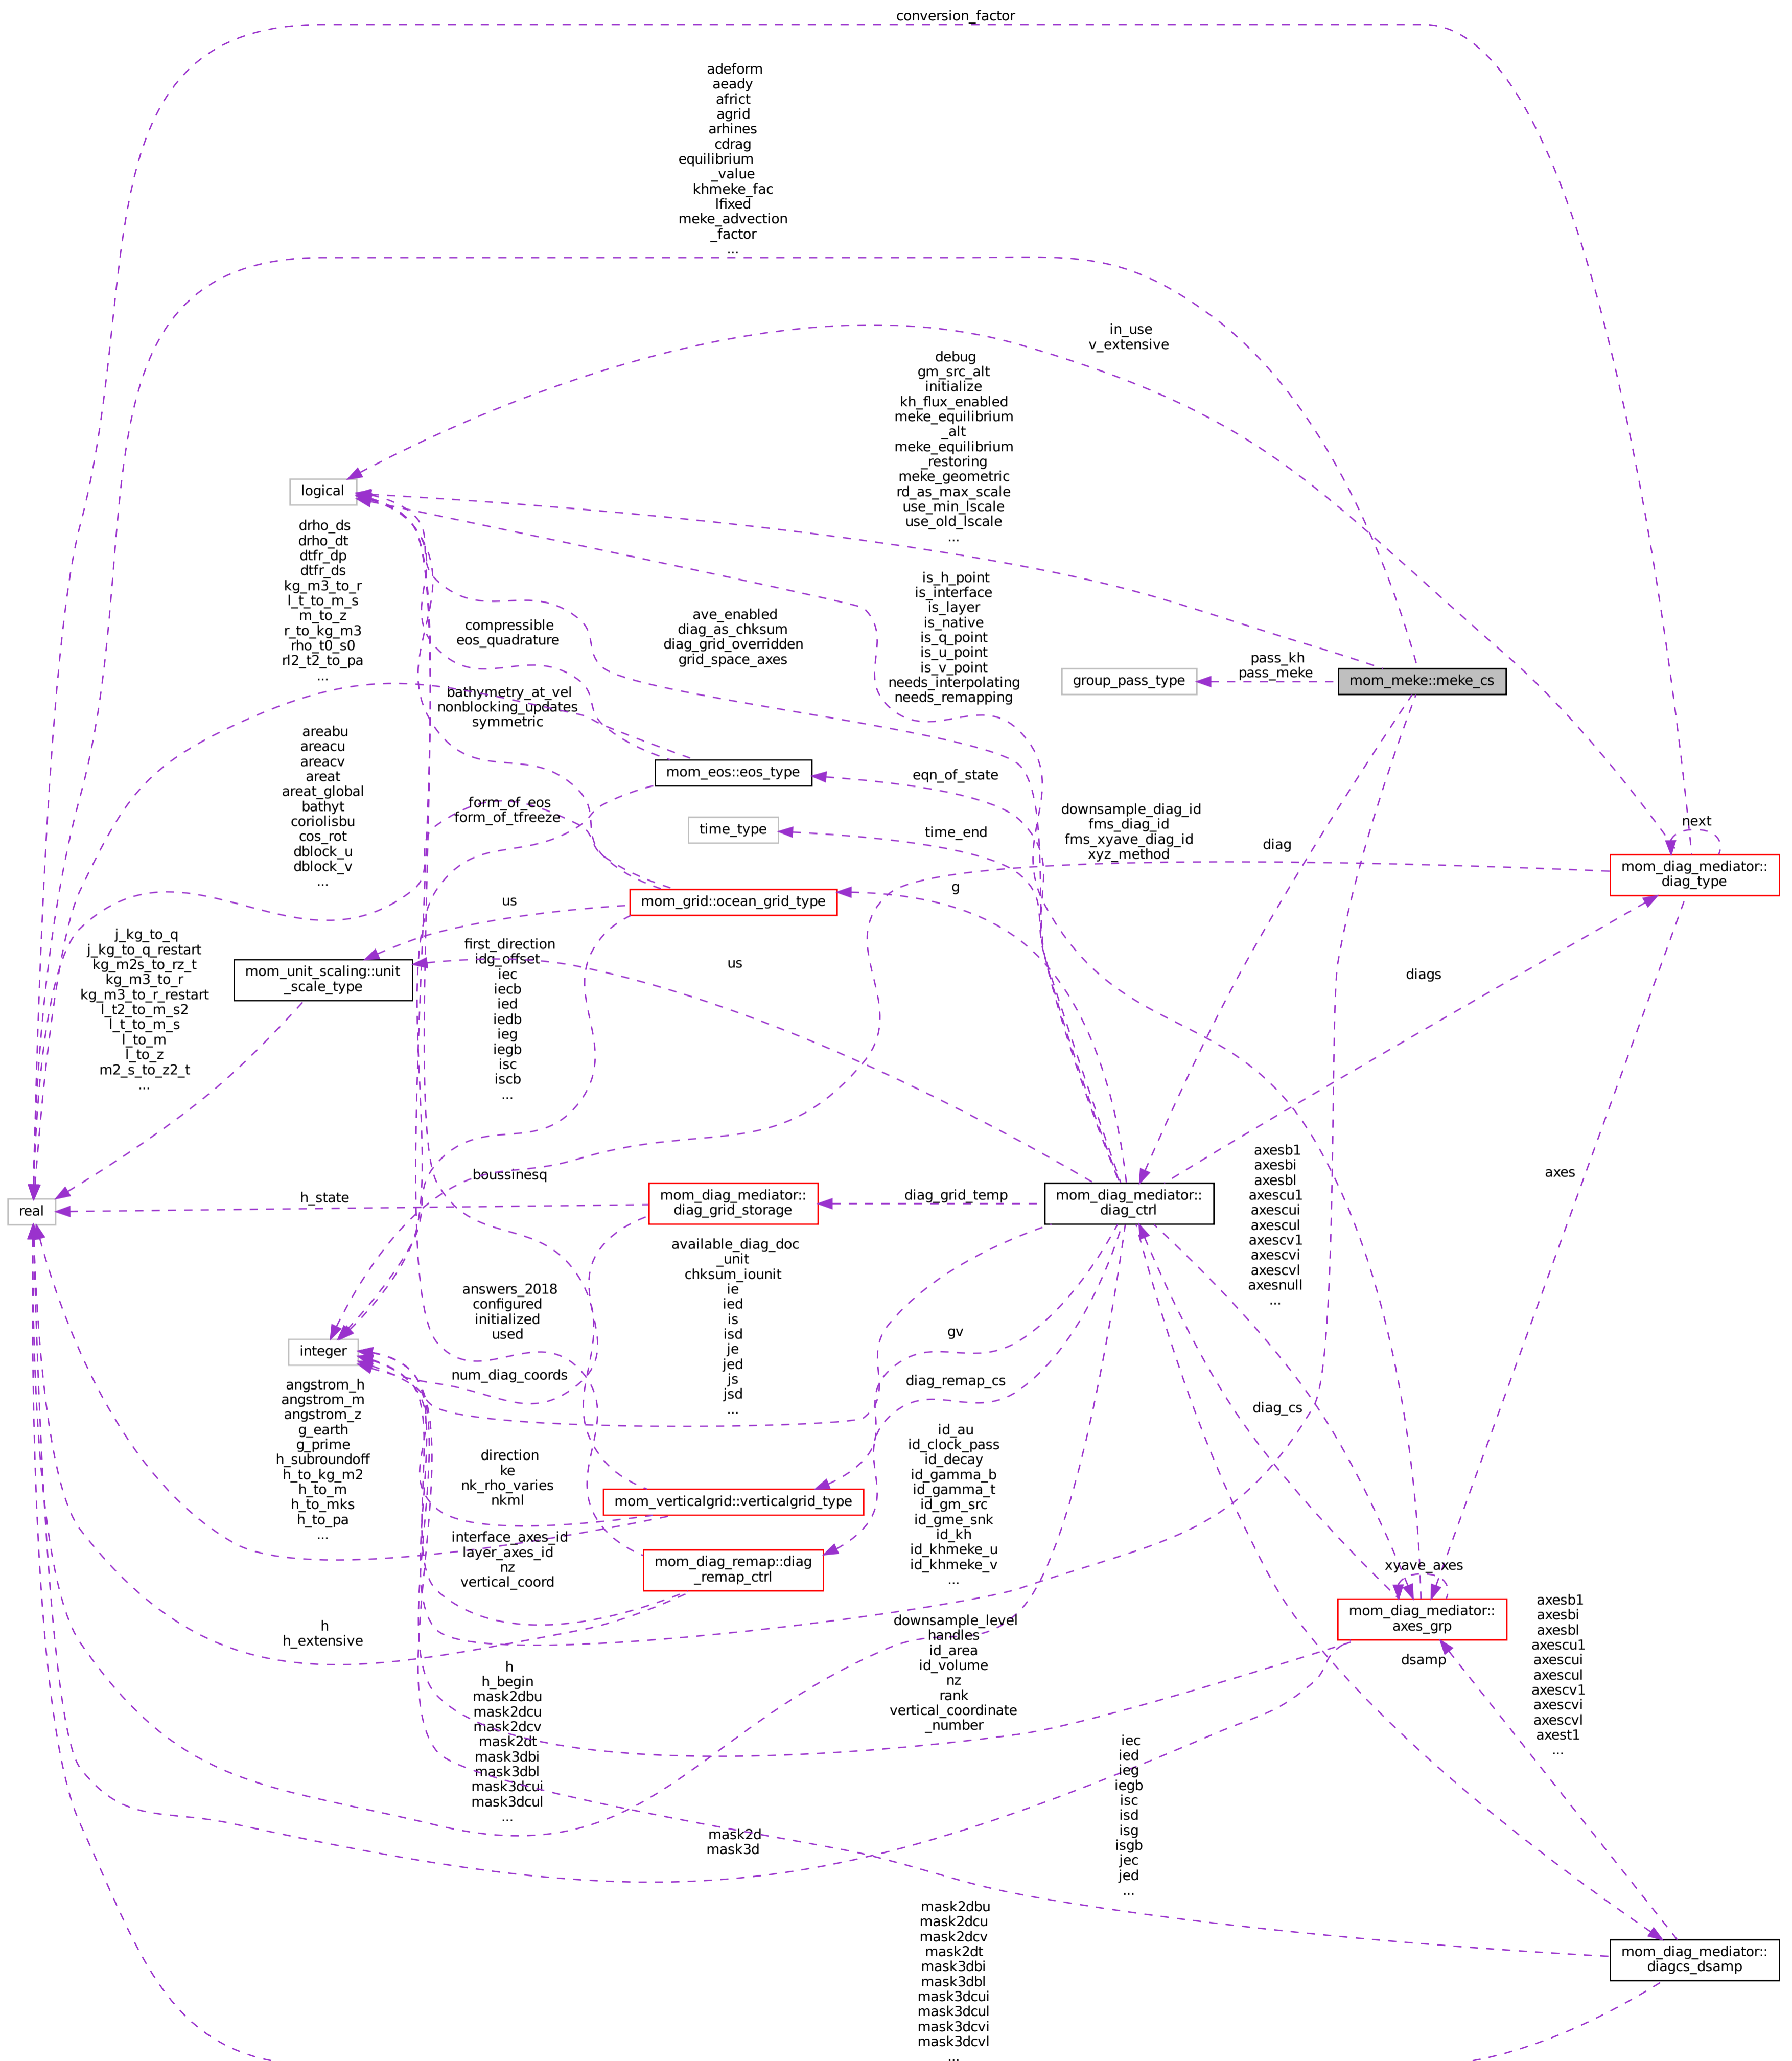 conversion_factor
adeform
aeady
africt
agrid
arhines
cdrag
equilibrium
_value
khmeke_fac
lfixed
meke_advection
_factor
...
in_use
v_extensive
debug
gm_src_alt
initialize
kh_flux_enabled
meke_equilibrium
_alt
meke_equilibrium
_restoring
meke_geometric
rd_as_max_scale
use_min_lscale
use_old_lscale
...
logical
drho_ds
drho_dt
dtfr_dp
dtfr_ds
kg_m3_to_r
l_t_to_m_s
m_to_z
r_to_kg_m3
rho_t0_s0
rl2_t2_to_pa
...
compressible
eos_quadrature
ave_enabled
diag_as_chksum
diag_grid_overridden
grid_space_axes
is_h_point
is_interface
is_layer
is_native
is_q_point
is_u_point
is_v_point
needs_interpolating
needs_remapping
group_pass_type
pass_kh
pass_meke
mom_meke::meke_cs
bathymetry_at_vel
nonblocking_updates
symmetric
areabu
areacu
areacv
areat
areat_global
bathyt
coriolisbu
cos_rot
dblock_u
dblock_v
...
mom_eos::eos_type
eqn_of_state
form_of_eos
form_of_tfreeze
time_type
time_end
downsample_diag_id
fms_diag_id
fms_xyave_diag_id
xyz_method
diag
next
mom_diag_mediator::
diag_type
us
mom_grid::ocean_grid_type
g
j_kg_to_q
j_kg_to_q_restart
kg_m2s_to_rz_t
kg_m3_to_r
kg_m3_to_r_restart
l_t2_to_m_s2
l_t_to_m_s
l_to_m
l_to_z
m2_s_to_z2_t
...
mom_unit_scaling::unit
_scale_type
first_direction
idg_offset
iec
iecb
ied
iedb
ieg
iegb
isc
iscb
...
us
diags
boussinesq
real
h_state
mom_diag_mediator::
diag_grid_storage
diag_grid_temp
mom_diag_mediator::
diag_ctrl
axesb1
axesbi
axesbl
axescu1
axescui
axescul
axescv1
axescvi
axescvl
axesnull
...
axes
answers_2018
configured
initialized
used
available_diag_doc
_unit
chksum_iounit
ie
ied
is
isd
je
jed
js
jsd
...
gv
integer
num_diag_coords
diag_remap_cs
diag_cs
angstrom_h
angstrom_m
angstrom_z
g_earth
g_prime
h_subroundoff
h_to_kg_m2
h_to_m
h_to_mks
h_to_pa
...
direction
ke
nk_rho_varies
nkml
mom_verticalgrid::verticalgrid_type
id_au
id_clock_pass
id_decay
id_gamma_b
id_gamma_t
id_gm_src
id_gme_snk
id_kh
id_khmeke_u
id_khmeke_v
...
interface_axes_id
layer_axes_id
nz
vertical_coord
mom_diag_remap::diag
_remap_ctrl
xyave_axes
mom_diag_mediator::
axes_grp
h
h_extensive
downsample_level
handles
id_area
id_volume
nz
rank
vertical_coordinate
_number
dsamp
axesb1
axesbi
axesbl
axescu1
axescui
axescul
axescv1
axescvi
axescvl
axest1
...
h
h_begin
mask2dbu
mask2dcu
mask2dcv
mask2dt
mask3dbi
mask3dbl
mask3dcui
mask3dcul
...
mask2d
mask3d
iec
ied
ieg
iegb
isc
isd
isg
isgb
jec
jed
...
mask2dbu
mask2dcu
mask2dcv
mask2dt
mask3dbi
mask3dbl
mask3dcui
mask3dcul
mask3dcvi
mask3dcvl
...
mom_diag_mediator::
diagcs_dsamp